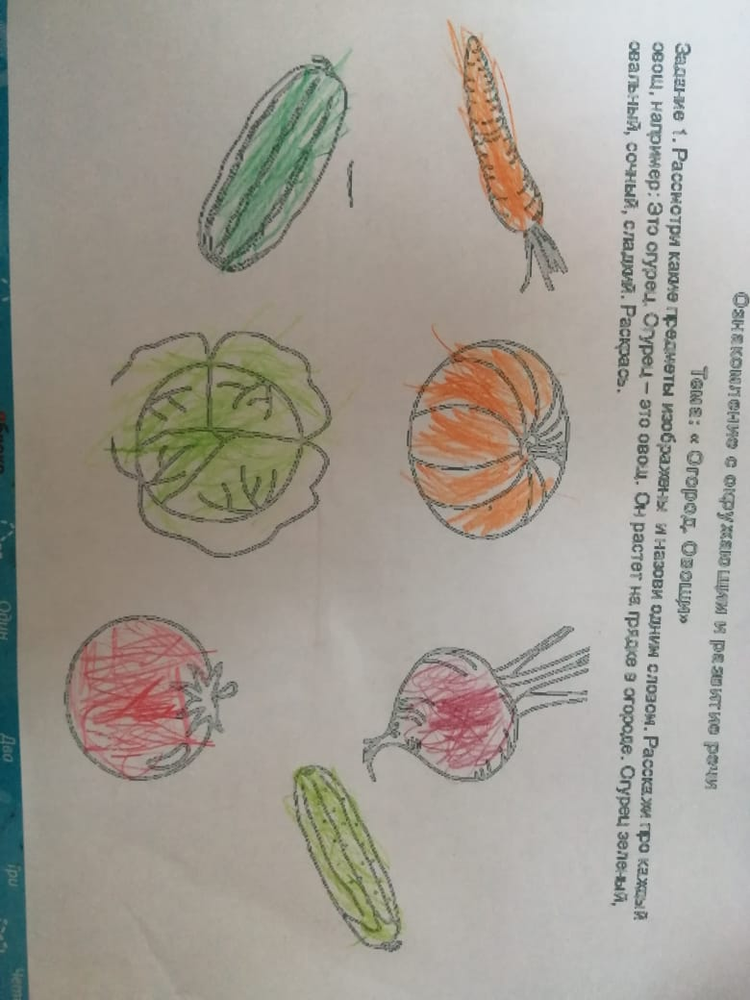 Ознакомление с окружающим и развитие речи
Тема: « Огород. Овощи»
Задание 1. Рассмотри какие предметы изображены и назови одним словом. Расскажи про каждый
овощ, например: Это огурец. Огурец – это овощ. Он растет на грядке в огороде. Огурец зеленый,
овальный, сочный, сладкий. Раскрась.
Один
Два
Три